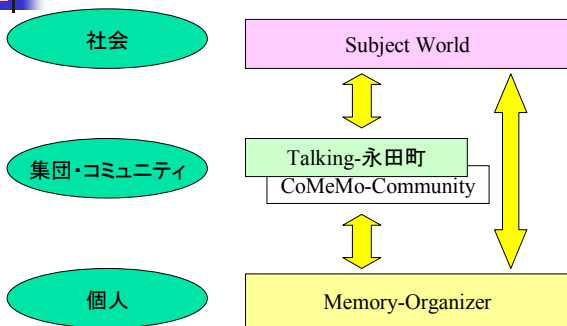 社会
Subject World
集団・コミュニティ
Talking-永田町
CoMeMo-Community
個人
Memory-Organizer